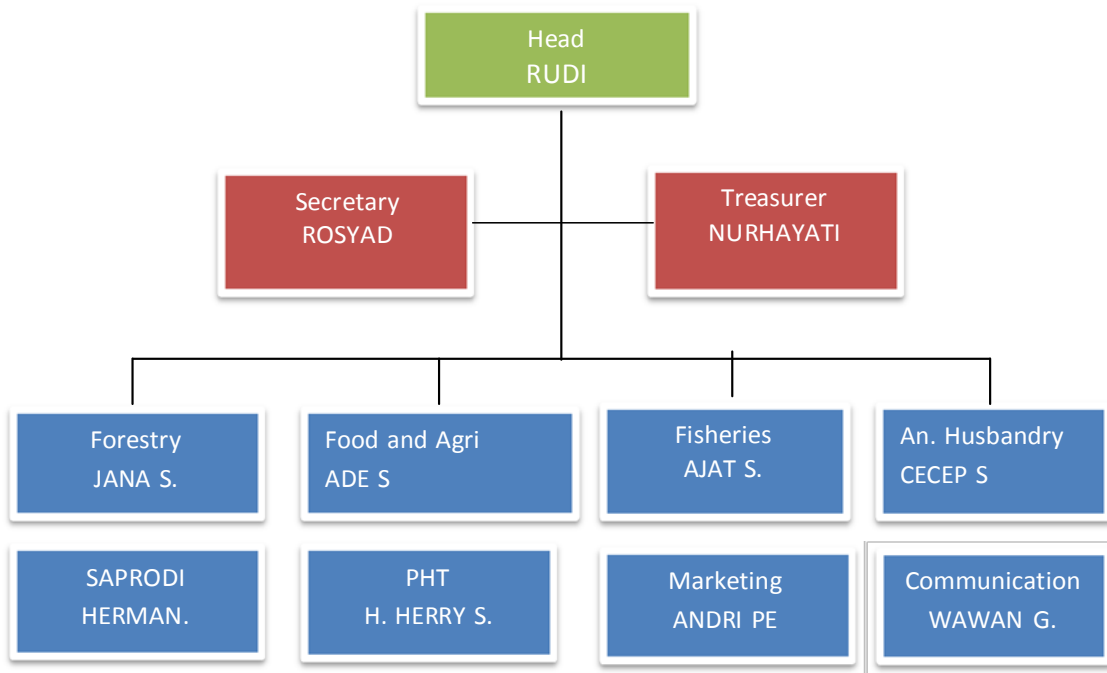 Head
RUDI
Secretary
ROSYAD
Treasurer
NURHAYATI
Forestry
JANA S.
Food and Agri
ADE S
Fisheries
AJAT S.
An. Husbandry
CECEP S
SAPRODI
HERMAN.
PHT
H. HERRY S.
Marketing
ANDRI PE
Communication
WAWAN G.